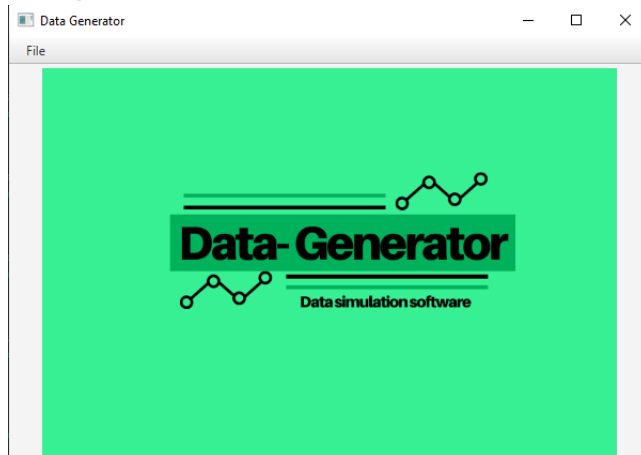 Data Generator
File
Data- Generator
Data simulation software